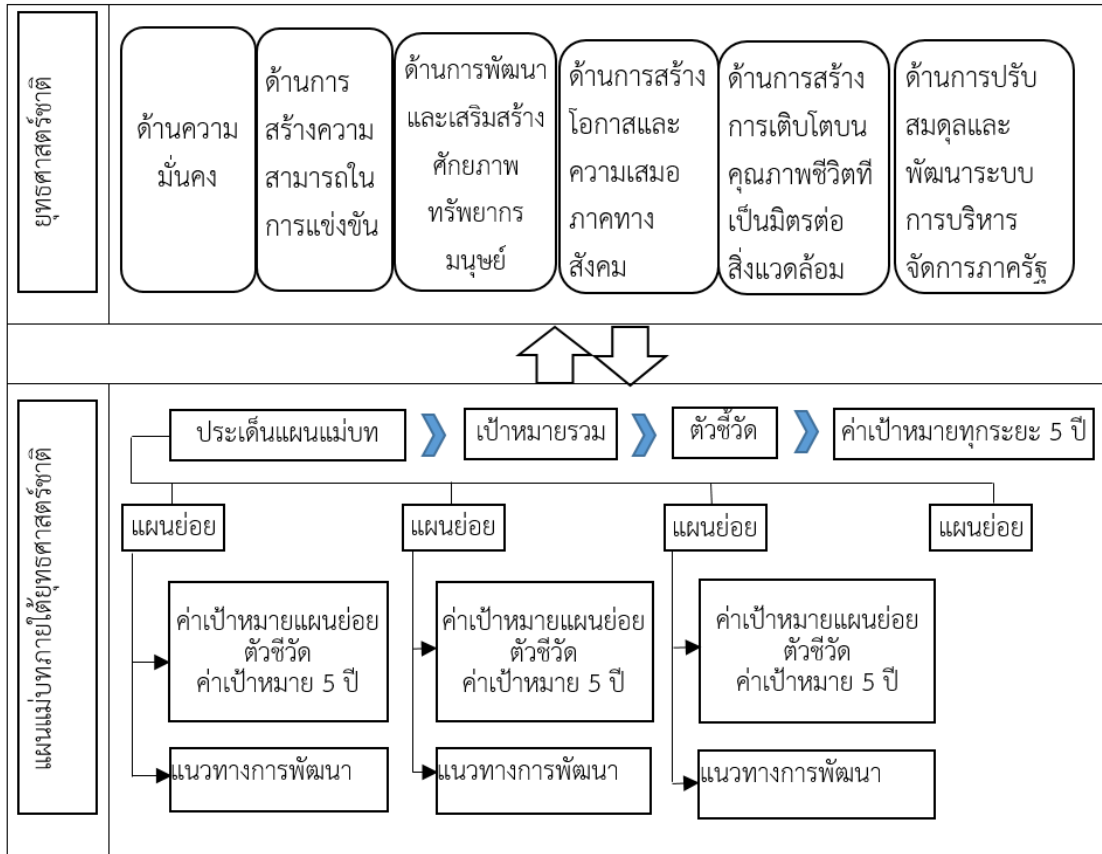 ยุทธศาสตร์ชาติ
ด้านความ
มั่นคง
ด้านการ
สร้างความ
สามารถใน
การแข่งขัน
ด้านการพัฒนา
และเสริมสร้าง
ศักยภาพ
ทรัพยากร
มนุษย์
ด้านการสร้าง
โอกาสและ
ความเสมอ
ภาคทาง
สังคม
ด้านการสร้าง
การเติบโตบน
คุณภาพชีวิตที
เป็นมิตรต่อ
สิ่งแวดล้อม
ด้านการปรับ
สมดุลและ
พัฒนาระบบ
การบริหาร
จัดการภาครัฐ
แผนแม่บทภายใต้ยุทธศาสตร์ชาติ
ประเด็นแผนแม่บท
เป้าหมายรวม
ตัวชี้วัด
ค่าเป้าหมายทุกระยะ 5 ปี
แผนย่อย
แผนย่อย
แผนย่อย
แผนย่อย
ค่าเป้าหมายแผนย่อย
ตัวชีวัด
ค่าเป้าหมาย 5 ปี
ค่าเป้าหมายแผนย่อย
ตัวชีวัด
ค่าเป้าหมาย 5 ปี
ค่าเป้าหมายแผนย่อย
ตัวชีวัด
ค่าเป้าหมาย 5 ปี
แนวทางการพัฒนา
แนวทางการพัฒนา
แนวทางการพัฒนา